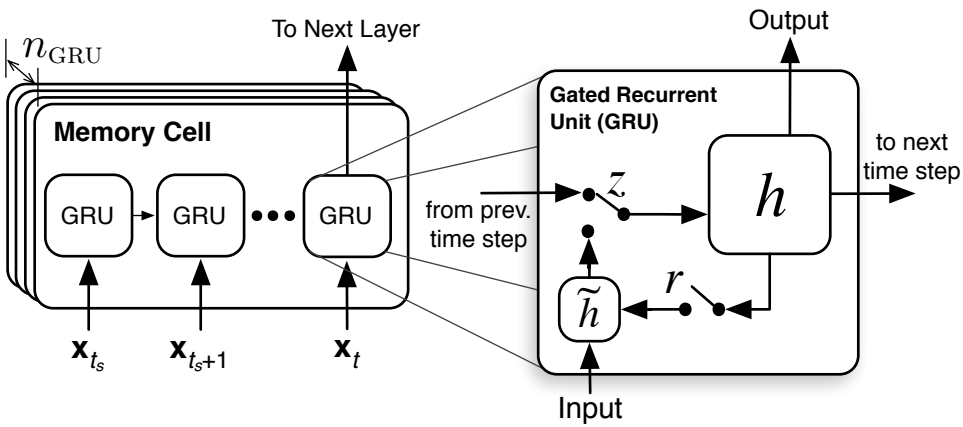 n_GRU
To Next Layer
Memory Cell
GRU
GRU
GRU
x_{t_s}
x_{t_s+1}
x_t
Output
Gated Recurrent
Unit (GRU)
to next
time step
z
h
from prev.
time step
r
h̃
Input